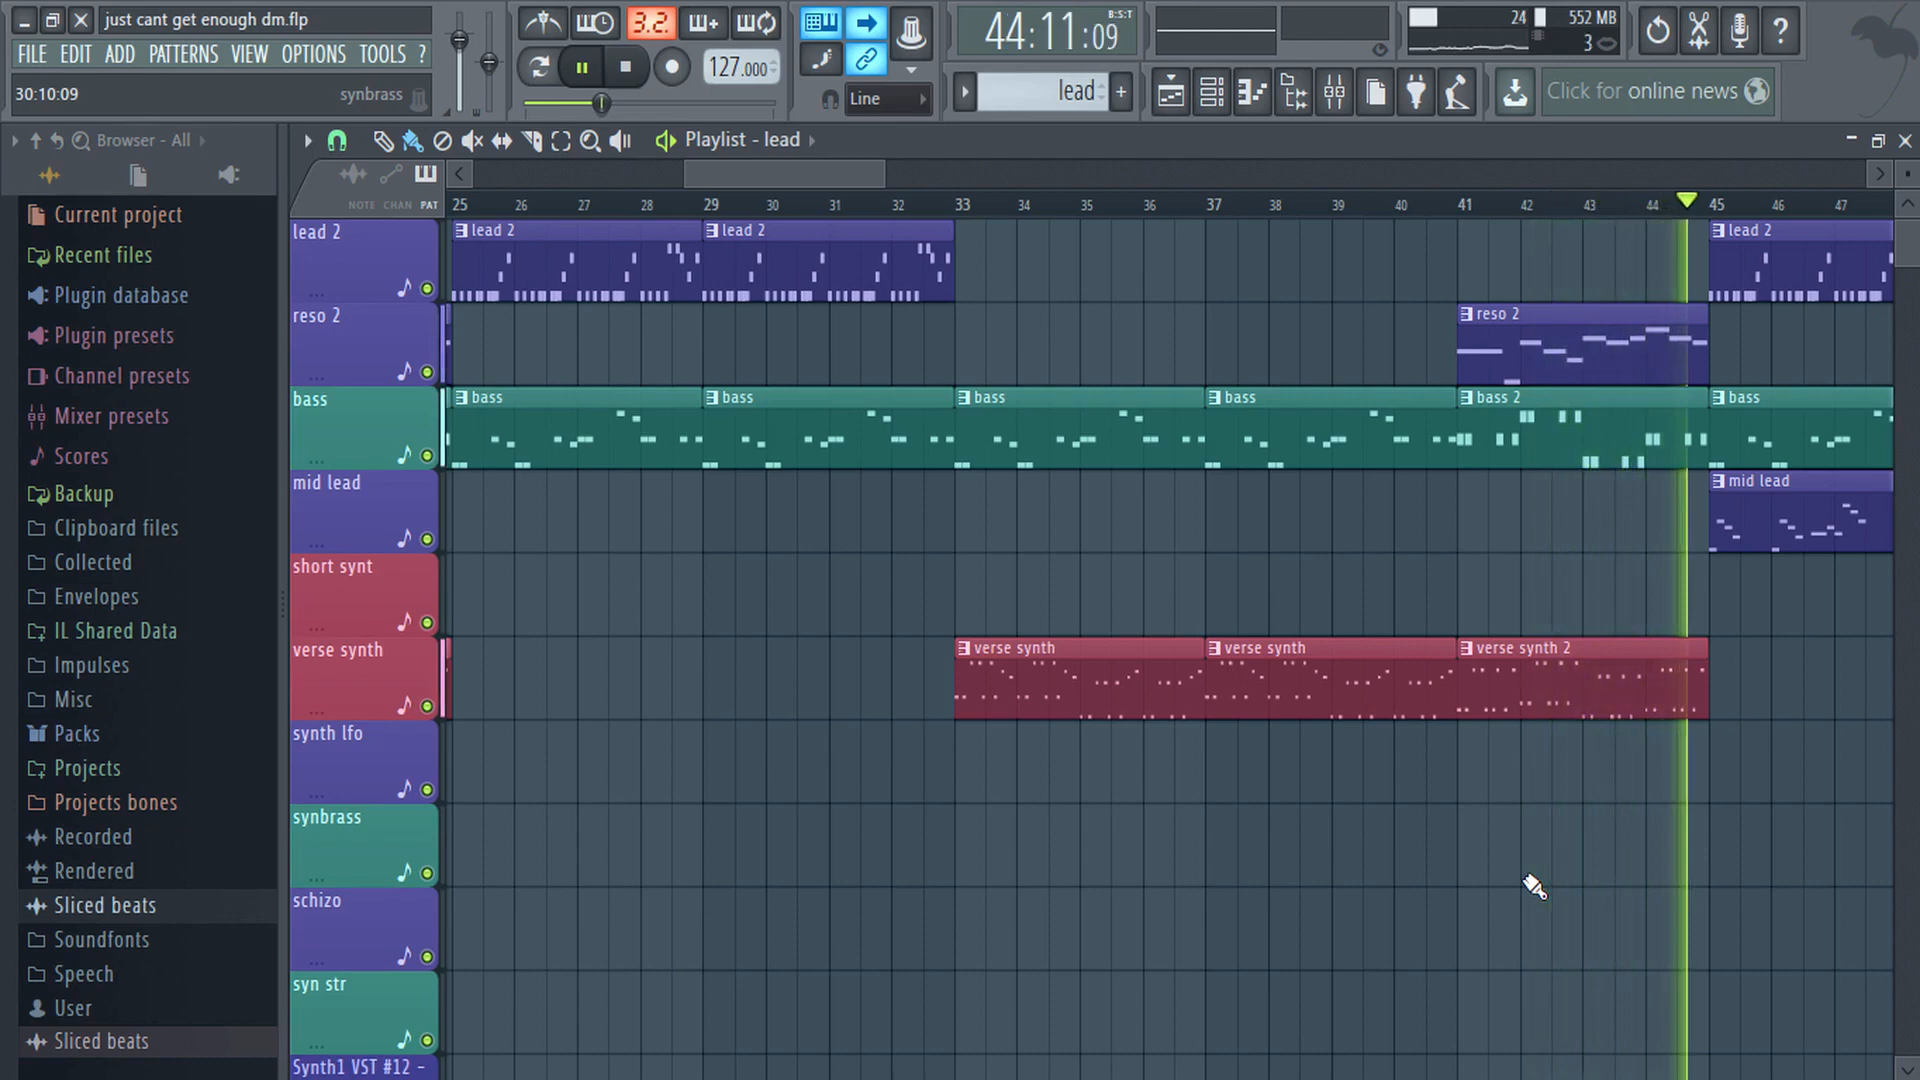 just cant get enough dm.flp
FILE EDIT ADD PATTERNS VIEW OPTIONS TOOLS ?
30:10:09 synbrass
3.2.
127.000
Line
44:11:09
B:S:T
lead
+
24
552 MB
3
?
Click for online news
Browser - All
Playlist - lead
NOTE CHAN PAT
25 26 27 28 29 30 31 32 33 34 35 36 37 38 39 40 41 42 43 44 45 46 47
Current project
Recent files
Plugin database
Plugin presets
Channel presets
Mixer presets
Scores
Backup
Clipboard files
Collected
Envelopes
IL Shared Data
Impulses
Misc
Packs
Projects
Projects bones
Recorded
Rendered
Sliced beats
Soundfonts
Speech
User
Sliced beats
lead 2 lead 2 lead 2 lead 2
reso 2 reso 2
bass bass bass bass bass bass 2 bass
mid lead mid lead
short synt
verse synth verse synth verse synth verse synth 2
synth lfo
synbrass
schizo
syn str
Synth1 VST #12 -